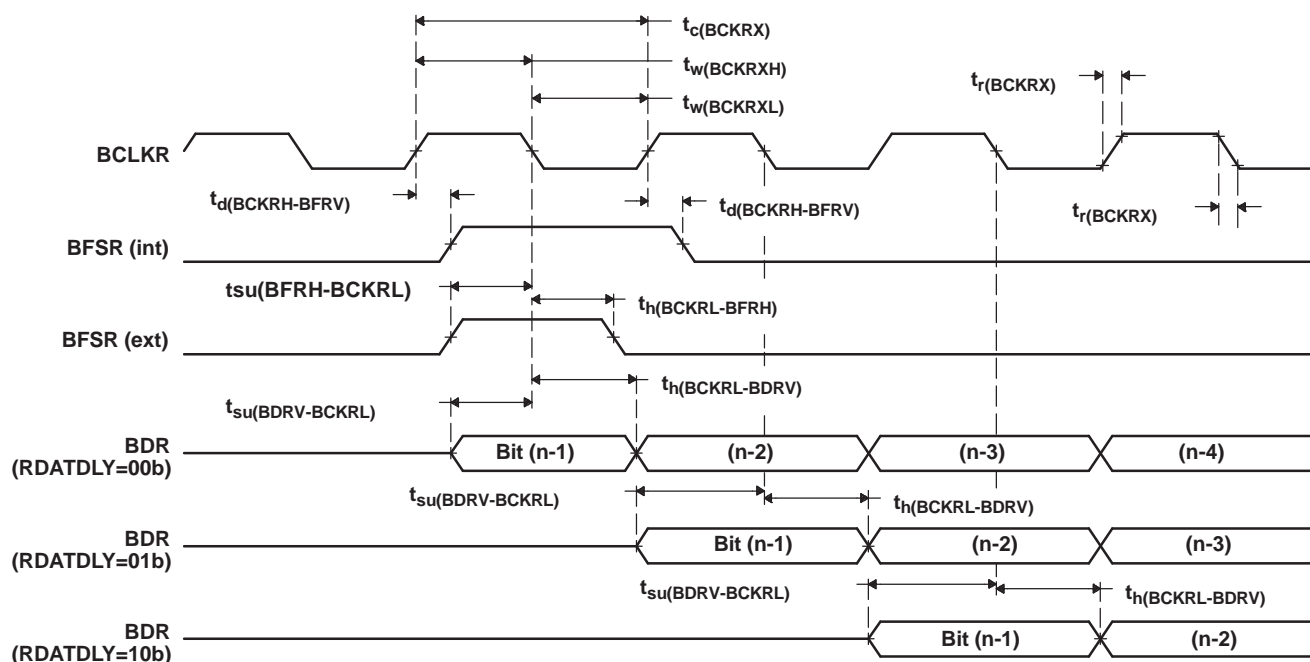 tc(BCKRX)
tw(BCKRXH)
tr(BCKRX)
tw(BCKRXL)
BCLKR
td(BCKRH-BFRV)
td(BCKRH-BFRV)
tr(BCKRX)
BFSR (int)
tsu(BFRH-BCKRL)
th(BCKRL-BFRH)
BFSR (ext)
th(BCKRL-BDRV)
tsu(BDRV-BCKRL)
BDR
(RDATDLY=00b)
Bit (n-1)
(n-2)
(n-3)
(n-4)
tsu(BDRV-BCKRL)
th(BCKRL-BDRV)
BDR
(RDATDLY=01b)
Bit (n-1)
(n-2)
(n-3)
tsu(BDRV-BCKRL)
th(BCKRL-BDRV)
BDR
(RDATDLY=10b)
Bit (n-1)
(n-2)